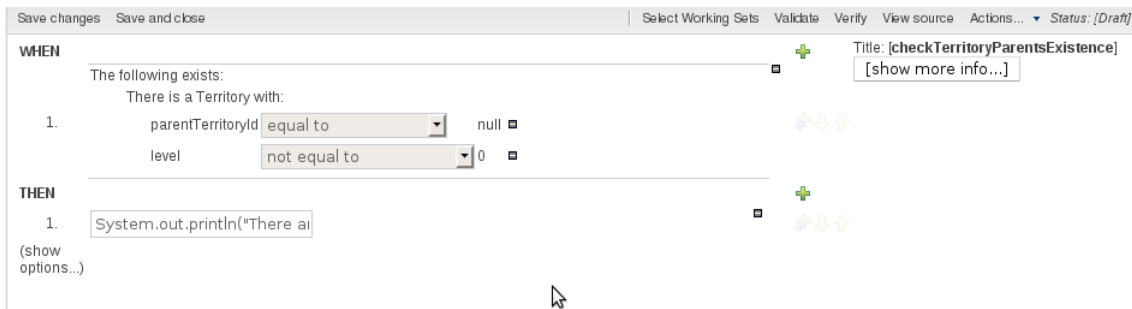 Save changes Save and close Select Working Sets Validate Verify View source Actions... Status: [Draft]
WHEN Title: [checkTerritoryParentsExistence]
[show more info...]
The following exists:
There is a Territory with:
1. parentTerritoryId equal to null
level not equal to 0
THEN
1. System.out.println("There
(show
options...)